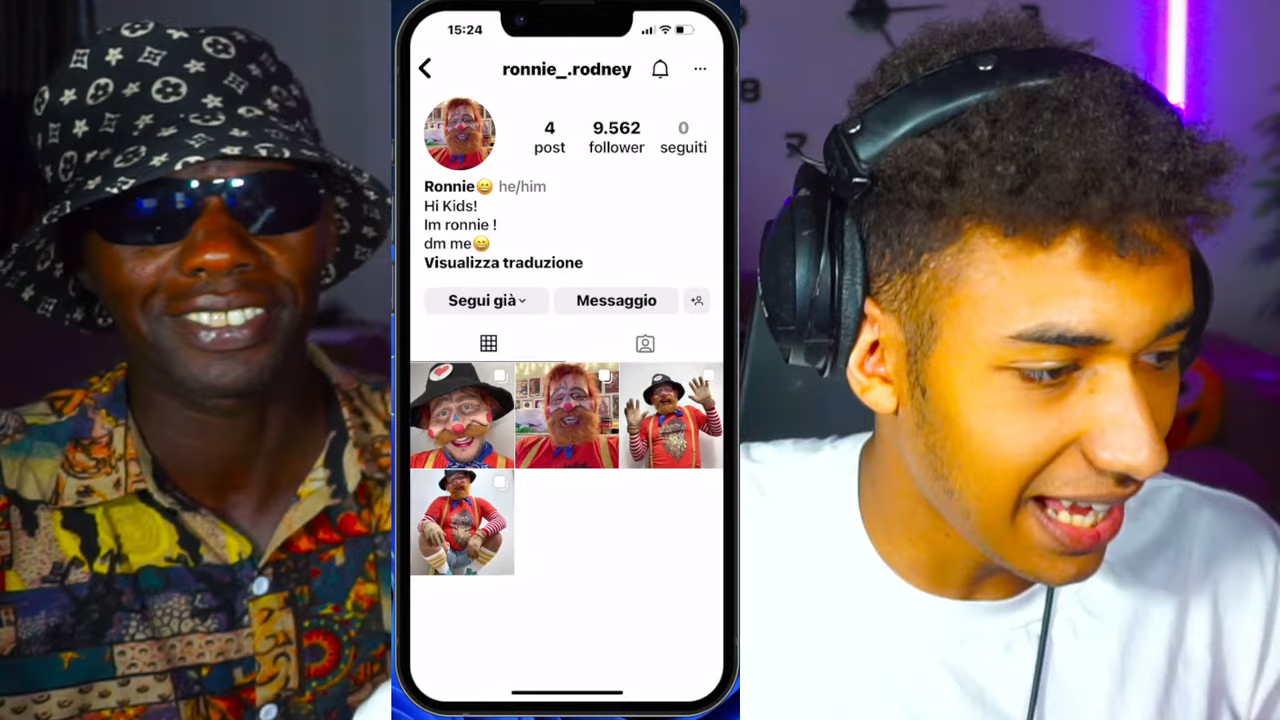 15:24
ronnie_.rodney
4 9.562 0
post follower seguiti
Ronnie😄 he/him
Hi Kids!
Im ronnie !
dm me😄
Visualizza traduzione
Segui già Messaggio